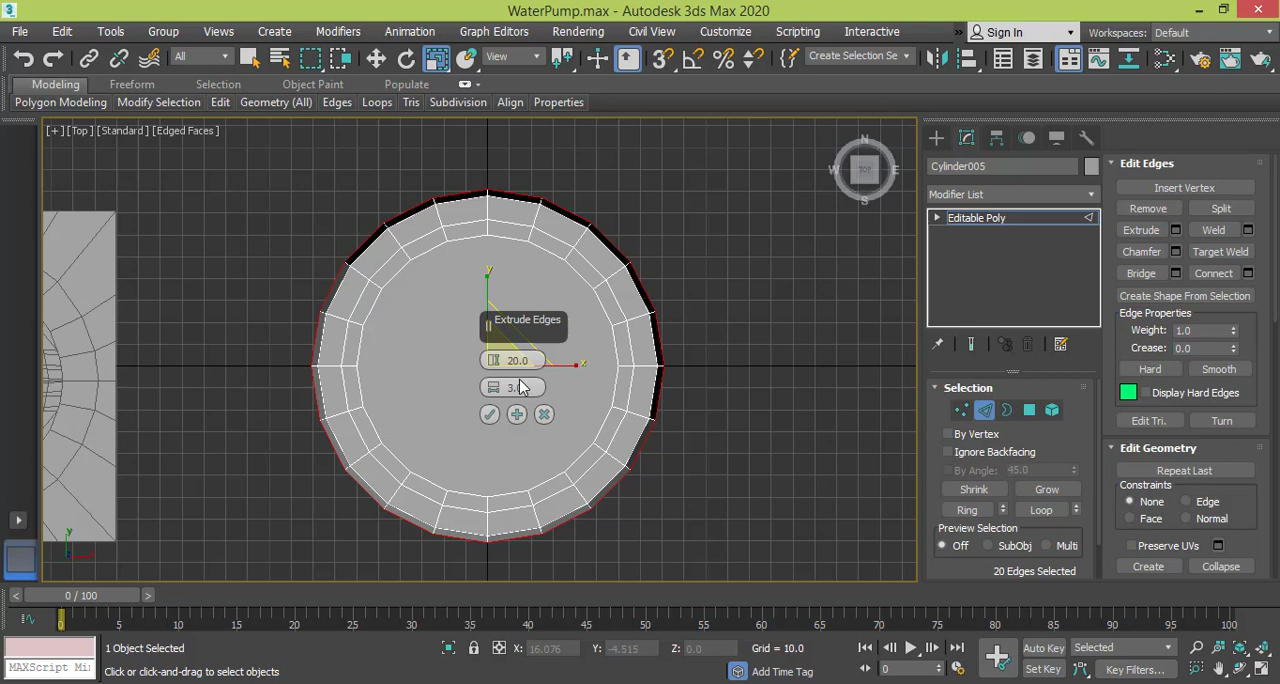 WaterPump.max - Autodesk 3ds Max 2020
File Edit Tools Group Views Create Modifiers Animation Graph Editors Rendering Civil View Customize Scripting Interactive » Sign In Workspaces: Default
All View Create Selection Se
Modeling Freeform Selection Object Paint Populate
Polygon Modeling Modify Selection Edit Geometry (All) Edges Loops Tris Subdivision Align Properties
[+] [Top] [Standard] [Edged Faces]
N
W TOP E
S
y
x
Extrude Edges
20.0
y
Cylinder005
Modifier List
Editable Poly
Selection
By Vertex
Ignore Backfacing
By Angle: 45.0
Shrink Grow
Ring Loop
Preview Selection
Off SubObj Multi
20 Edges Selected
Edit Edges
Insert Vertex
Remove Split
Extrude Weld
Chamfer Target Weld
Bridge Connect
Create Shape From Selection
Edge Properties
Weight: 1.0
Crease: 0.0
Hard Smooth
Display Hard Edges
Edit Tri. Turn
Edit Geometry
Repeat Last
Constraints
None Edge
Face Normal
Preserve UVs
Create Collapse
< 0 / 100 >
0 5 10 15 20 25 30 35 40 45 50 55 60 65 70 75 80 85 90 95 100
1 Object Selected X: 16.076 Y: -4.515 Z: 0.0 Grid = 10.0 Auto Key Selected
MAXScript Mi: Click or click-and-drag to select objects Add Time Tag 0 Set Key Key Filters...